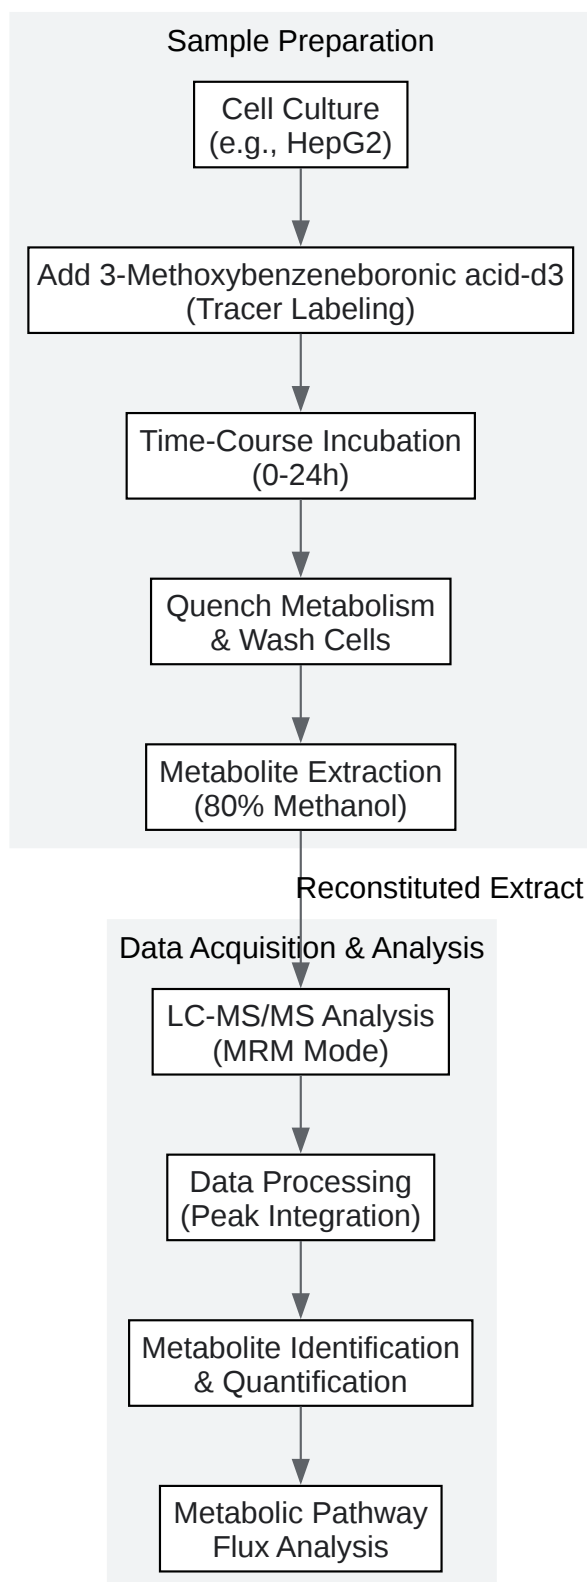 Sample Preparation
Cell Culture
(e.g., HepG2)
Add 3-Methoxybenzeneboronic acid-d3
(Tracer Labeling)
Time-Course Incubation
(0-24h)
Quench Metabolism
& Wash Cells
Metabolite Extraction
(80% Methanol)
Reconstituted Extract
Data Acquisition & Analysis
LC-MS/MS Analysis
(MRM Mode)
Data Processing
(Peak Integration)
Metabolite Identification
& Quantification
Metabolic Pathway
Flux Analysis